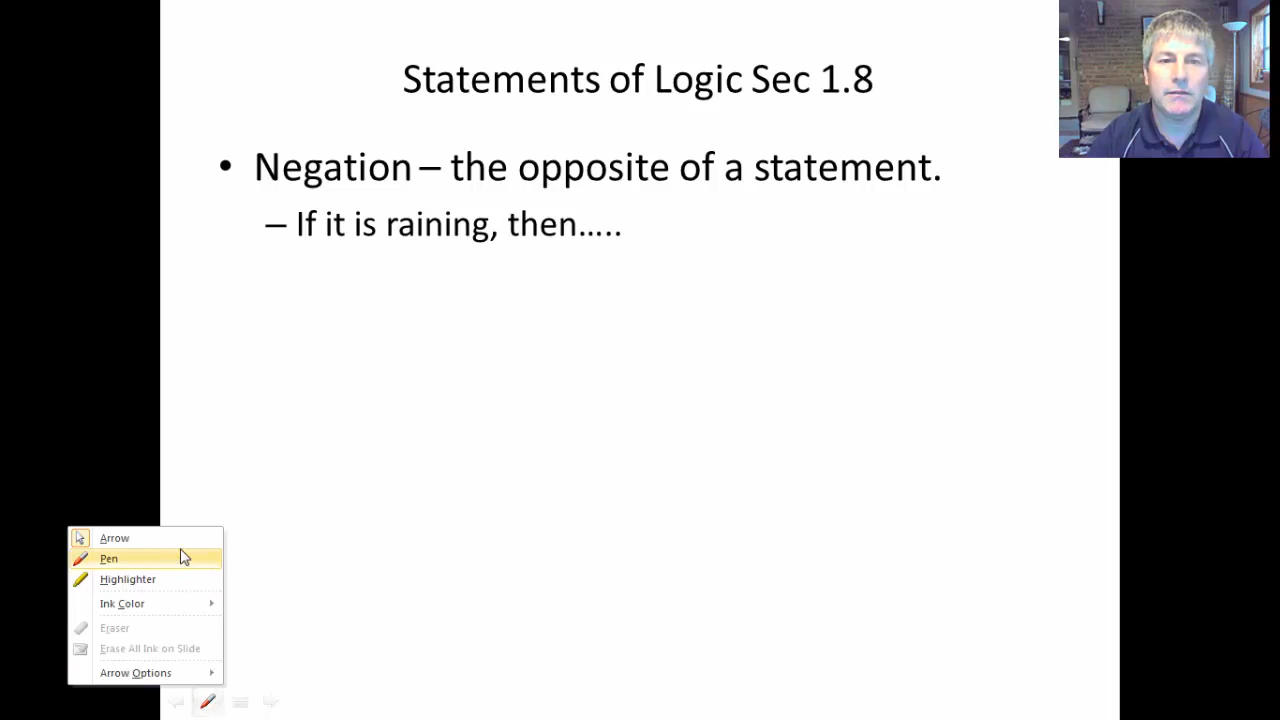 Statements of Logic Sec 1.8
• Negation – the opposite of a statement.
– If it is raining, then…..
Arrow
Pen
Highlighter
Ink Color
Eraser
Erase All Ink on Slide
Arrow Options